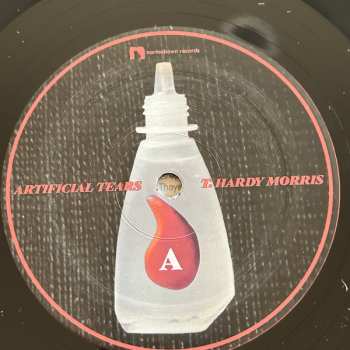 normaltown records
ARTIFICIAL TEARS T. HARDY MORRIS
A